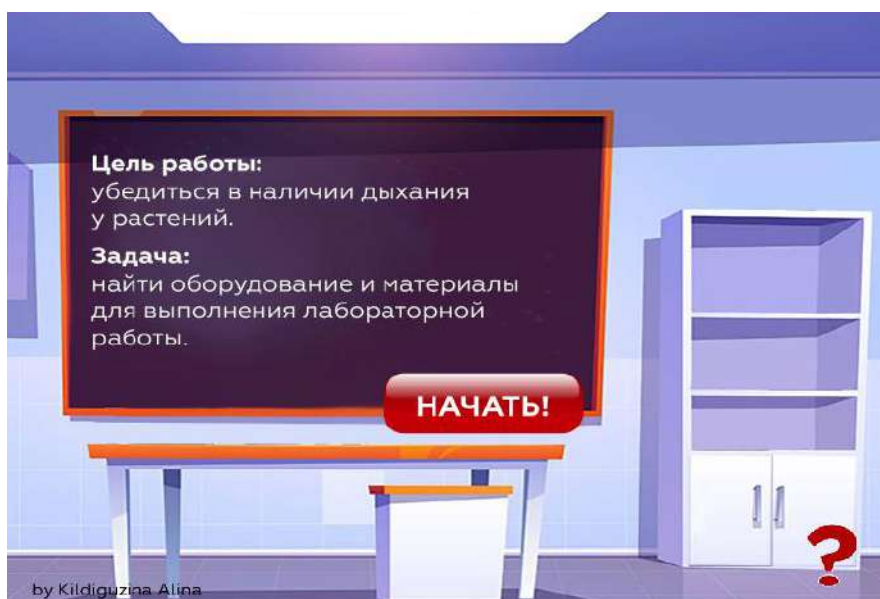 Цель работы:
убедиться в наличии дыхания
у растений.
Задача:
найти оборудование и материалы
для выполнения лабораторной
работы.
НАЧАТЬ!
?
by Kildiguzina Alina